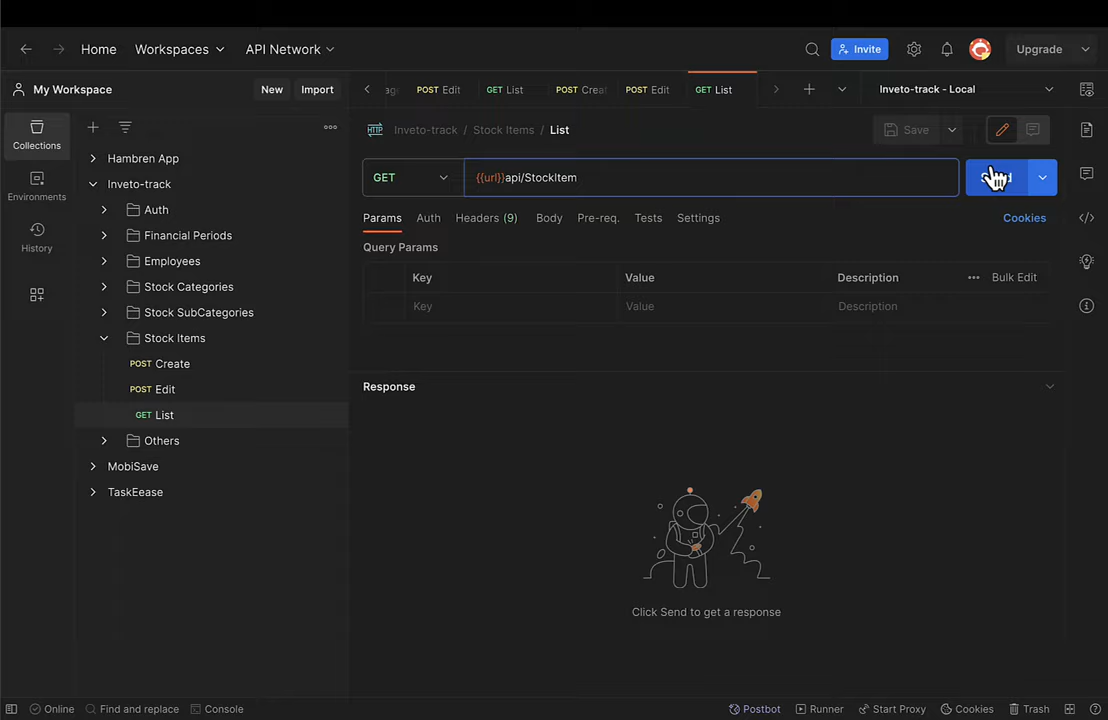 Home Workspaces API Network Invite Upgrade
My Workspace New Import POST Edit GET List POST Crea POST Edit GET List Inveto-track - Local
HTTP Inveto-track / Stock Items / List Save
Collections
Environments
History
Hambren App
Inveto-track
Auth
Financial Periods
Employees
Stock Categories
Stock SubCategories
Stock Items
POST Create
POST Edit
GET List
Others
MobiSave
TaskEease
GET {{url}}api/StockItem
Params Auth Headers (9) Body Pre-req. Tests Settings Cookies
Query Params
Key Value Description Bulk Edit
Key Value Description
Response
Click Send to get a response
Online Find and replace Console Postbot Runner Start Proxy Cookies Trash